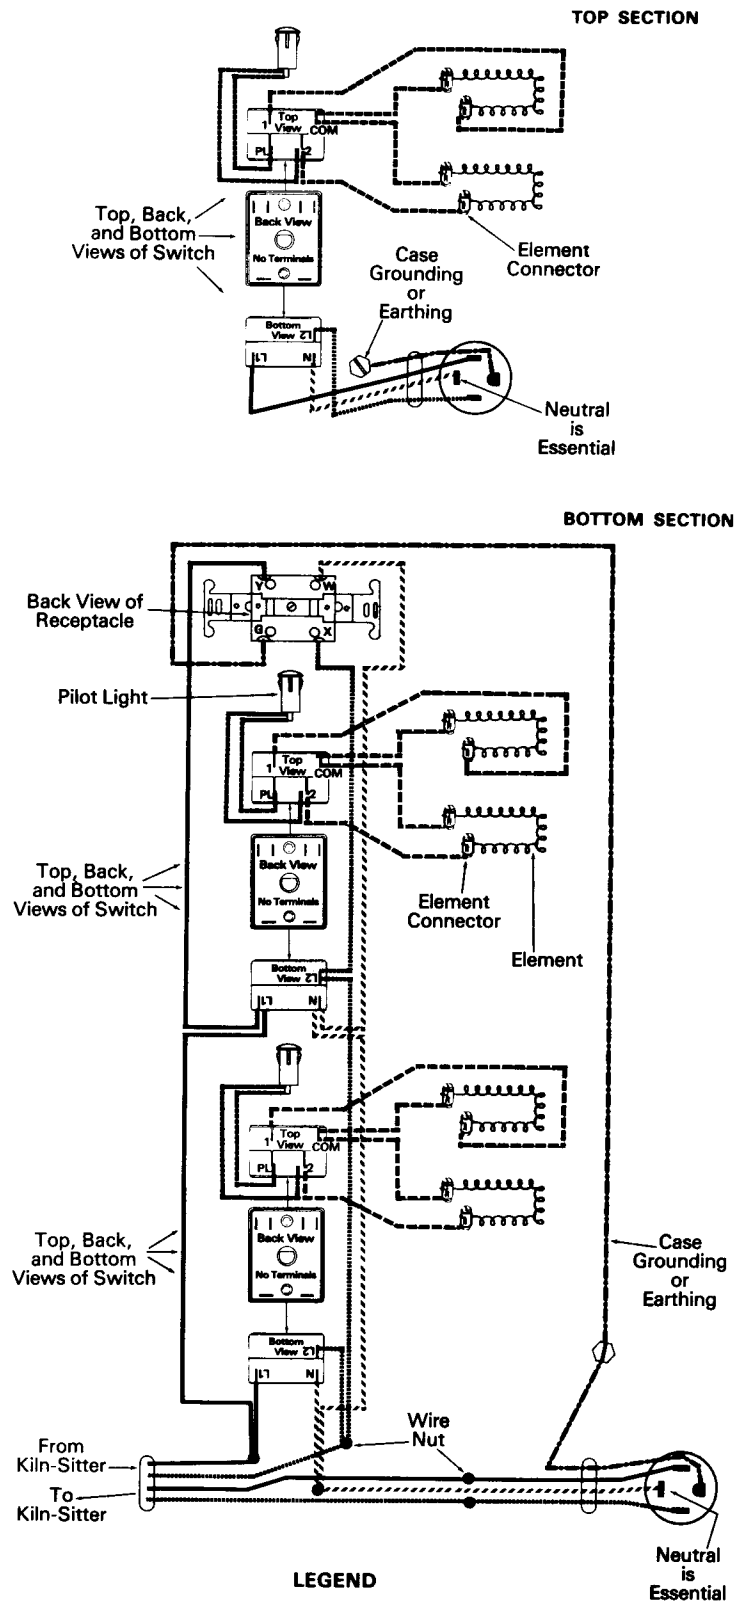 TOP SECTION
1
Top
View
COM
PL
2
Top, Back,
and Bottom
Views of Switch
Back View
No Terminals
Case
Grounding
or
Earthing
Element
Connector
Bottom
View
L2
L1
N
Neutral
is
Essential
BOTTOM SECTION
Back View of
Receptacle
Y
W
G
X
Pilot Light
1
Top
View
COM
PL
2
Top, Back,
and Bottom
Views of Switch
Back View
No Terminals
Element
Connector
Element
Bottom
View
L2
L1
N
1
Top
View
COM
PL
2
Top, Back,
and Bottom
Views of Switch
Back View
No Terminals
Case
Grounding
or
Earthing
Bottom
View
L2
L1
N
From
Kiln-Sitter
To
Kiln-Sitter
Wire
Nut
Neutral
is
Essential
LEGEND